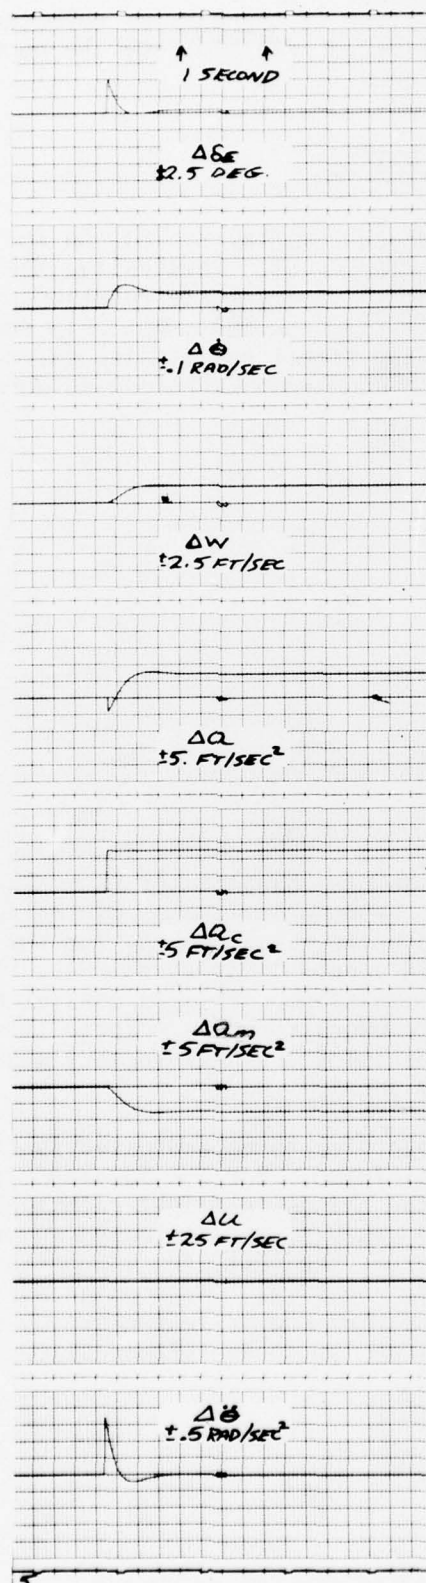 ↑ ↑
1 SECOND
ΔδE
±2.5 DEG.
Δθ̇
±.1 RAD/SEC
ΔW
±2.5 FT/SEC
Δa
±5. FT/SEC²
Δac
±5 FT/SEC²
Δam
±5 FT/SEC²
Δu
±25 FT/SEC
Δθ̈
±.5 RAD/SEC²